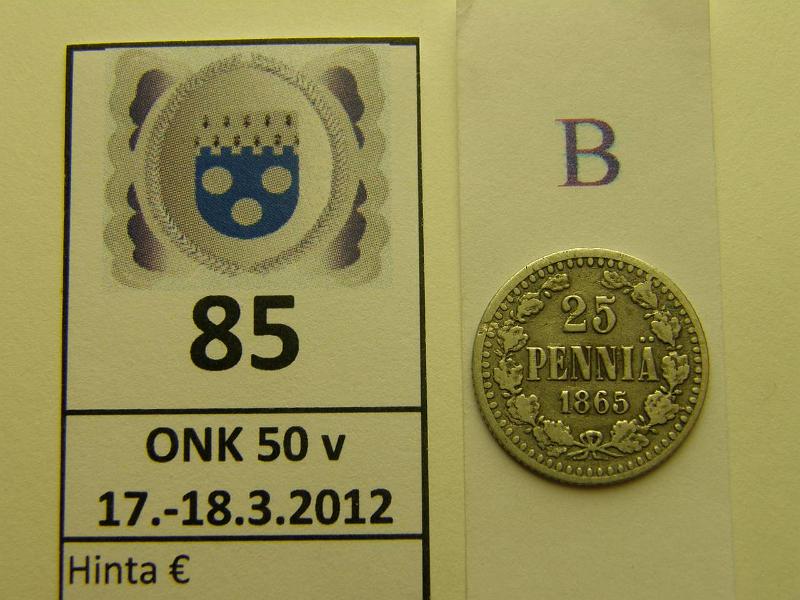 85
ONK 50 v
17.-18.3.2012
Hinta €
B
25
PENNIÄ
1865